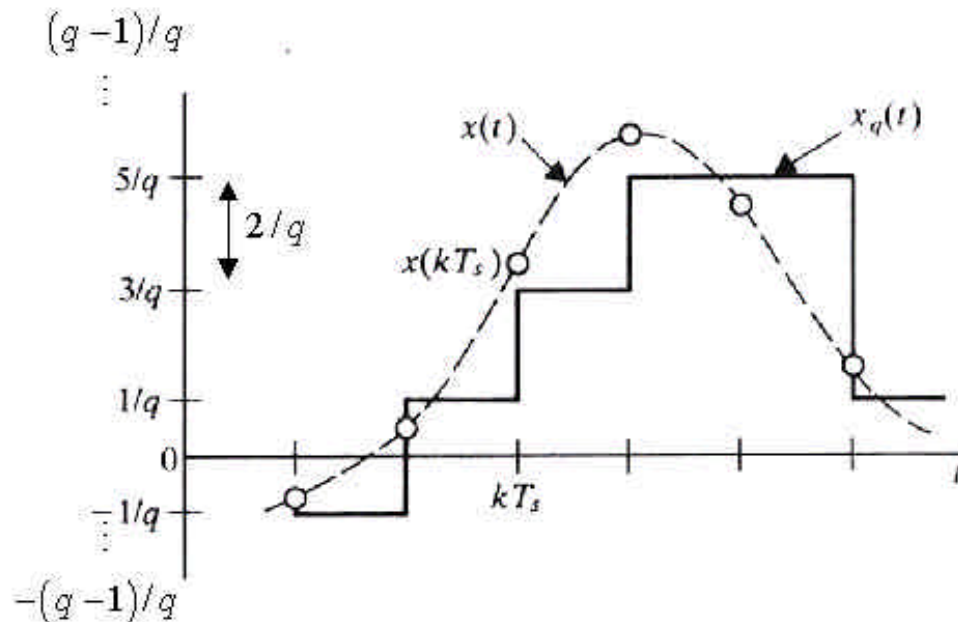 (q -1)/q
⋮
x(t)
x_q(t)
5/q
2/q
x(kT_s)
3/q
1/q
0
kT_s
t
-1/q
⋮
-(q -1)/q